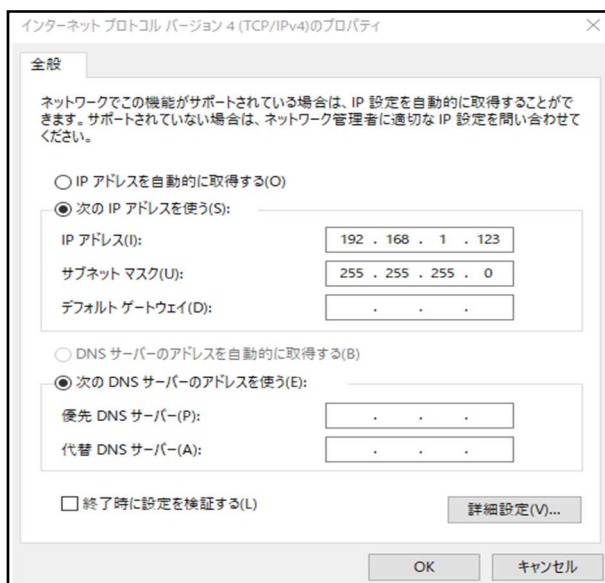 インターネット プロトコル バージョン 4 (TCP/IPv4)のプロパティ
全般
ネットワークでこの機能がサポートされている場合は、IP 設定を自動的に取得することがで
きます。サポートされていない場合は、ネットワーク管理者に適切な IP 設定を問い合わせて
ください。
IP アドレスを自動的に取得する(O)
次の IP アドレスを使う(S):
IP アドレス(I): 192 . 168 . 1 . 123
サブネット マスク(U): 255 . 255 . 255 . 0
デフォルト ゲートウェイ(D): . . .
DNS サーバーのアドレスを自動的に取得する(B)
次の DNS サーバーのアドレスを使う(E):
優先 DNS サーバー(P): . . .
代替 DNS サーバー(A): . . .
終了時に設定を検証する(L)
詳細設定(V)...
OK キャンセル